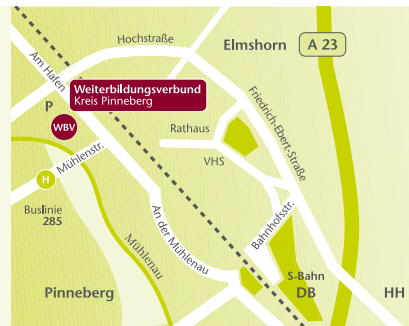 Hochstraße
Elmshorn
A 23
Am Hafen
Weiterbildungsverbund
Kreis Pinneberg
P
WBV
Friedrich-Ebert-Straße
Rathaus
VHS
Mühlenstr.
H
Buslinie
285
An der Mühlenau
Mühlenau
Bahnhofstr.
S-Bahn
DB
Pinneberg
HH